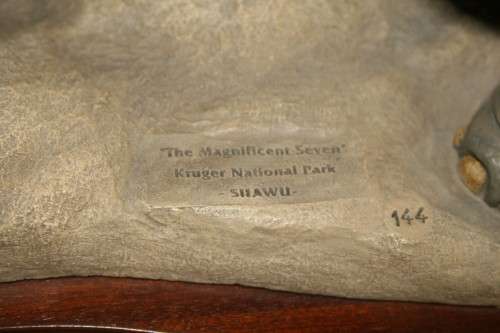 "The Magnificent Seven"
Kruger National Park
- SHAWU-
144